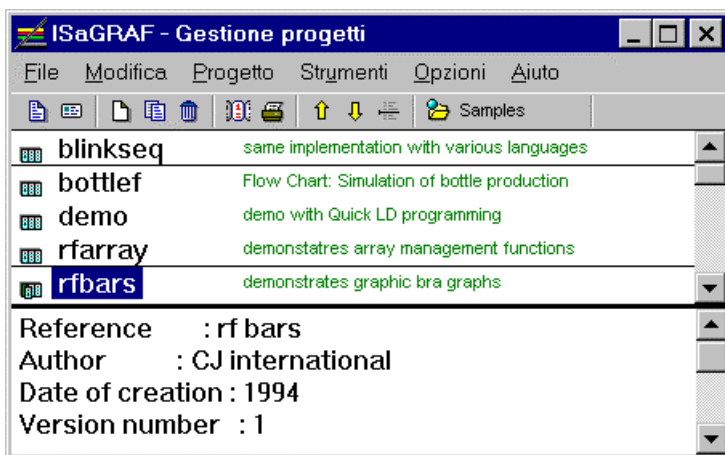 ISaGRAF - Gestione progetti
File Modifica Progetto Strumenti Opzioni Aiuto
Samples
blinkseq same implementation with various languages
bottlef Flow Chart: Simulation of bottle production
demo demo with Quick LD programming
rfarray demonstatres array management functions
rfbars demonstrates graphic bra graphs
Reference : rf bars
Author : CJ international
Date of creation : 1994
Version number : 1